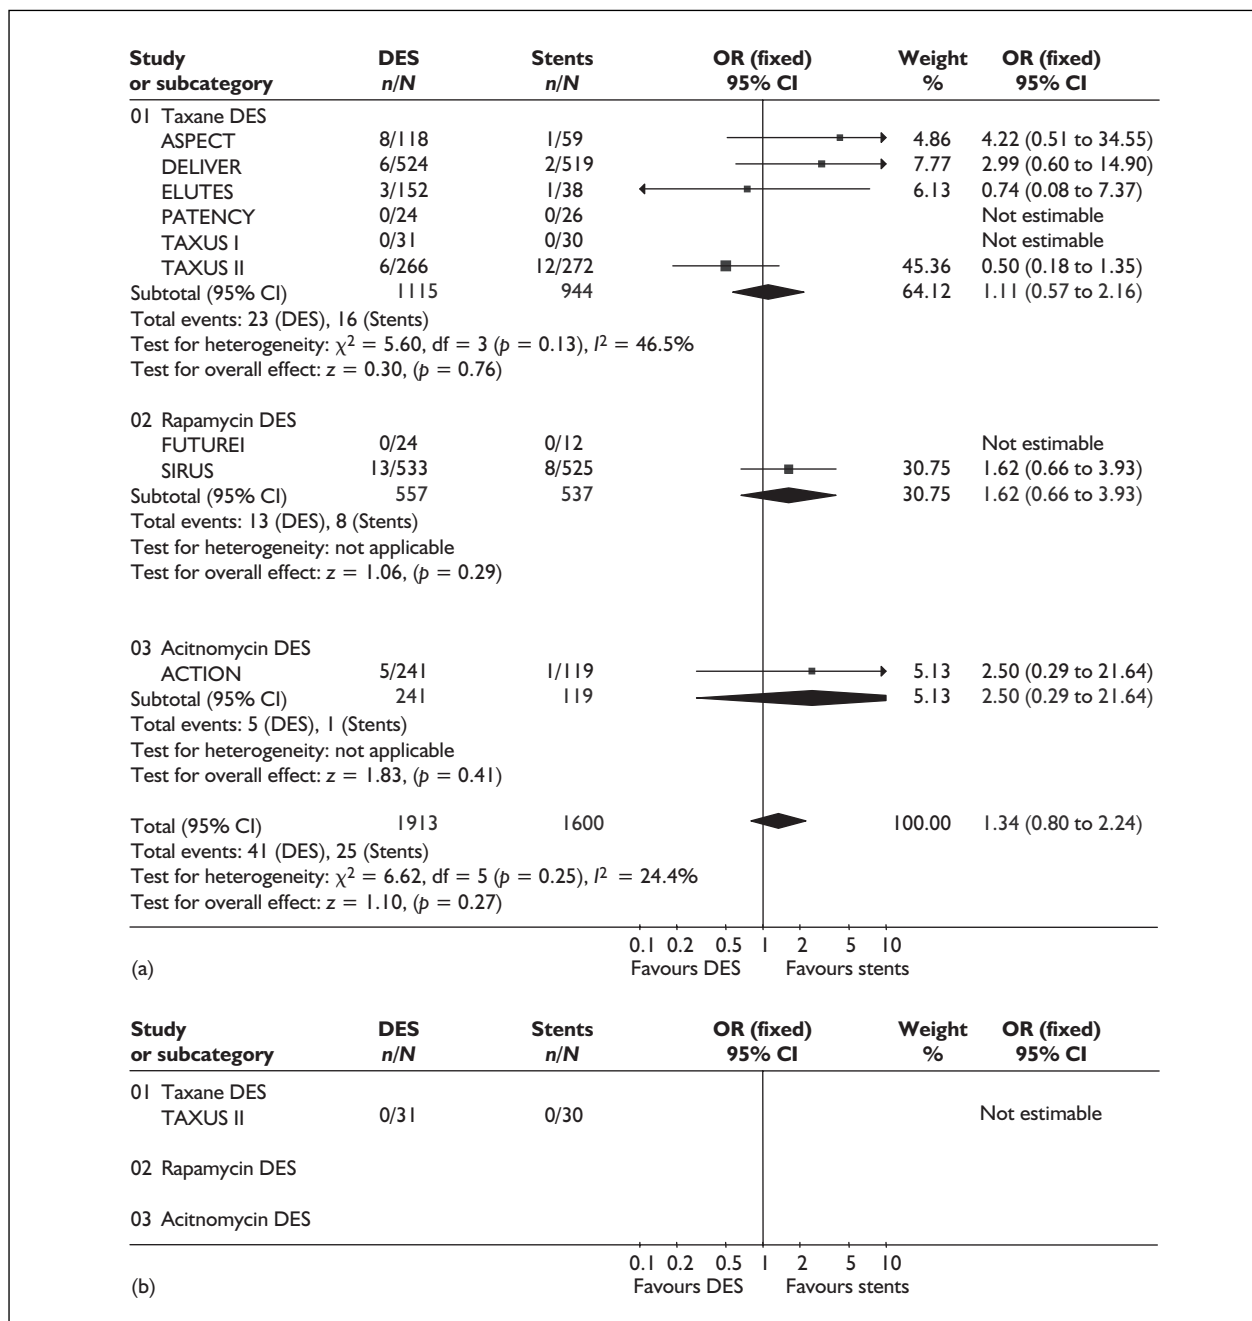 Study DES Stents OR (fixed) Weight OR (fixed)
or subcategory n/N n/N 95% CI % 95% CI
01 Taxane DES
ASPECT 8/118 1/59 4.86 4.22 (0.51 to 34.55)
DELIVER 6/524 2/519 7.77 2.99 (0.60 to 14.90)
ELUTES 3/152 1/38 6.13 0.74 (0.08 to 7.37)
PATENCY 0/24 0/26 Not estimable
TAXUS I 0/31 0/30 Not estimable
TAXUS II 6/266 12/272 45.36 0.50 (0.18 to 1.35)
Subtotal (95% CI) 1115 944 64.12 1.11 (0.57 to 2.16)
Total events: 23 (DES), 16 (Stents)
Test for heterogeneity: χ² = 5.60, df = 3 (p = 0.13), I² = 46.5%
Test for overall effect: z = 0.30, (p = 0.76)
02 Rapamycin DES
FUTUREI 0/24 0/12 Not estimable
SIRUS 13/533 8/525 30.75 1.62 (0.66 to 3.93)
Subtotal (95% CI) 557 537 30.75 1.62 (0.66 to 3.93)
Total events: 13 (DES), 8 (Stents)
Test for heterogeneity: not applicable
Test for overall effect: z = 1.06, (p = 0.29)
03 Acitnomycin DES
ACTION 5/241 1/119 5.13 2.50 (0.29 to 21.64)
Subtotal (95% CI) 241 119 5.13 2.50 (0.29 to 21.64)
Total events: 5 (DES), 1 (Stents)
Test for heterogeneity: not applicable
Test for overall effect: z = 1.83, (p = 0.41)
Total (95% CI) 1913 1600 100.00 1.34 (0.80 to 2.24)
Total events: 41 (DES), 25 (Stents)
Test for heterogeneity: χ² = 6.62, df = 5 (p = 0.25), I² = 24.4%
Test for overall effect: z = 1.10, (p = 0.27)
0.1 0.2 0.5 1 2 5 10
(a) Favours DES Favours stents
Study DES Stents OR (fixed) Weight OR (fixed)
or subcategory n/N n/N 95% CI % 95% CI
01 Taxane DES
TAXUS II 0/31 0/30 Not estimable
02 Rapamycin DES
03 Acitnomycin DES
0.1 0.2 0.5 1 2 5 10
(b) Favours DES Favours stents